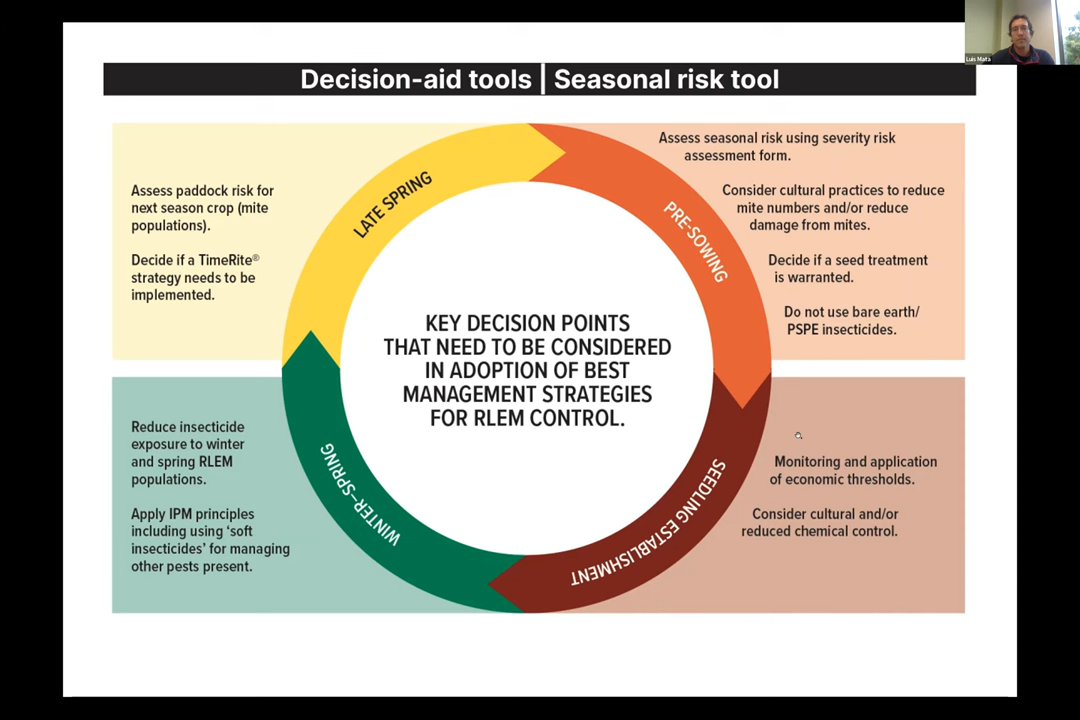 Luis Mata
Decision-aid tools | Seasonal risk tool
LATE SPRING
Assess paddock risk for
next season crop (mite
populations).
Decide if a TimeRite®
strategy needs to be
implemented.
PRE-SOWING
Assess seasonal risk using severity risk
assessment form.
Consider cultural practices to reduce
mite numbers and/or reduce
damage from mites.
Decide if a seed treatment
is warranted.
Do not use bare earth/
PSPE insecticides.
KEY DECISION POINTS
THAT NEED TO BE CONSIDERED
IN ADOPTION OF BEST
MANAGEMENT STRATEGIES
FOR RLEM CONTROL.
WINTER–SPRING
Reduce insecticide
exposure to winter
and spring RLEM
populations.
Apply IPM principles
including using ‘soft
insecticides’ for managing
other pests present.
SEEDLING ESTABLISHMENT
Monitoring and application
of economic thresholds.
Consider cultural and/or
reduced chemical control.